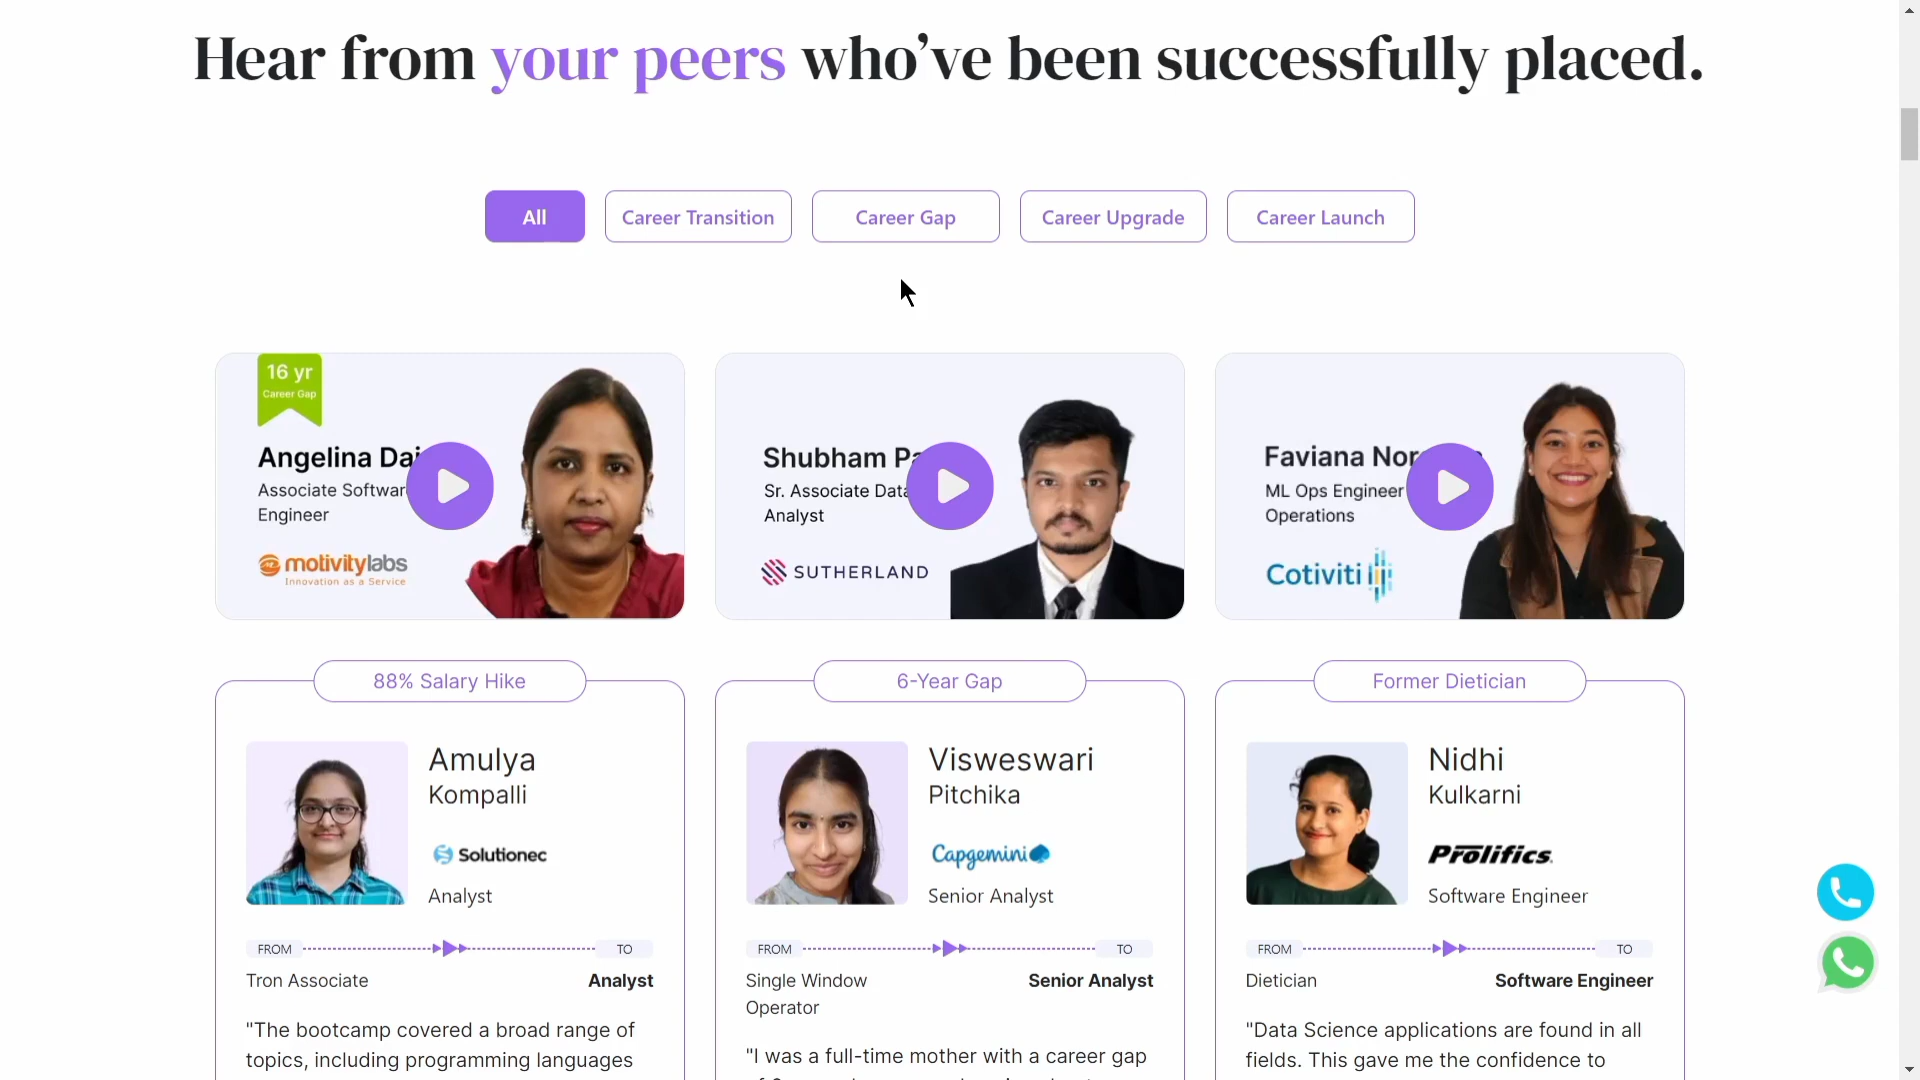 Hear from your peers who’ve been successfully placed.
All
Career Transition
Career Gap
Career Upgrade
Career Launch
16 yr
Career Gap
Angelina
Associate
Engineer
motivitylabs
Innovation as a Service
Shubham
Sr. Associate Data
Analyst
SUTHERLAND
Faviana
ML Ops Engineer
Operations
Cotiviti
88% Salary Hike
Amulya
Kompalli
Solutionec
Analyst
FROM
TO
Tron Associate
Analyst
"The bootcamp covered a broad range of
topics, including programming languages
6-Year Gap
Visweswari
Pitchika
Capgemini
Senior Analyst
FROM
TO
Single Window
Operator
Senior Analyst
"I was a full-time mother with a career gap
Former Dietician
Nidhi
Kulkarni
Prolifics
Software Engineer
FROM
TO
Dietician
Software Engineer
"Data Science applications are found in all
fields. This gave me the confidence to